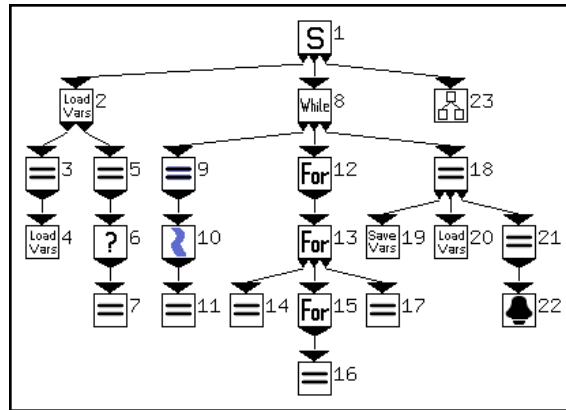 S 1
Load Vars 2
While 8
23
= 3
= 5
= 9
For 12
= 18
Load Vars 4
? 6
10
For 13
Save Vars 19
Load Vars 20
= 21
= 7
= 11
= 14
For 15
= 17
22
= 16